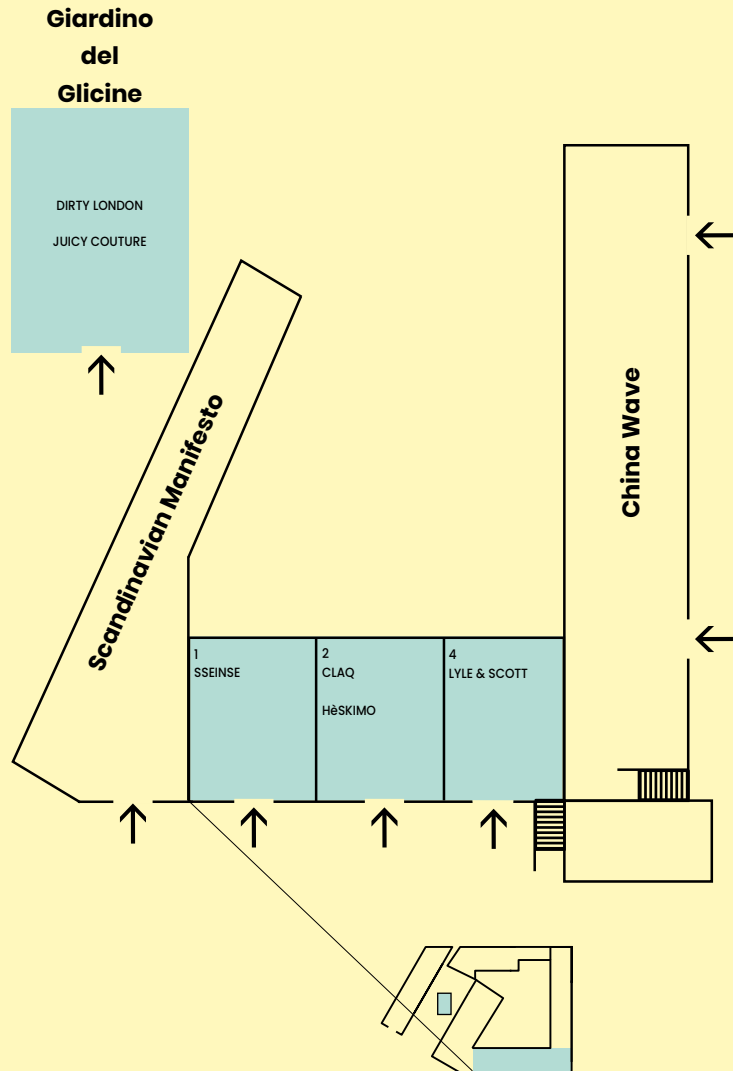 Giardino
del
Glicine
DIRTY LONDON
JUICY COUTURE
Scandinavian Manifesto
China Wave
1
SSEINSE
2
CLAQ
HèSKIMO
4
LYLE & SCOTT